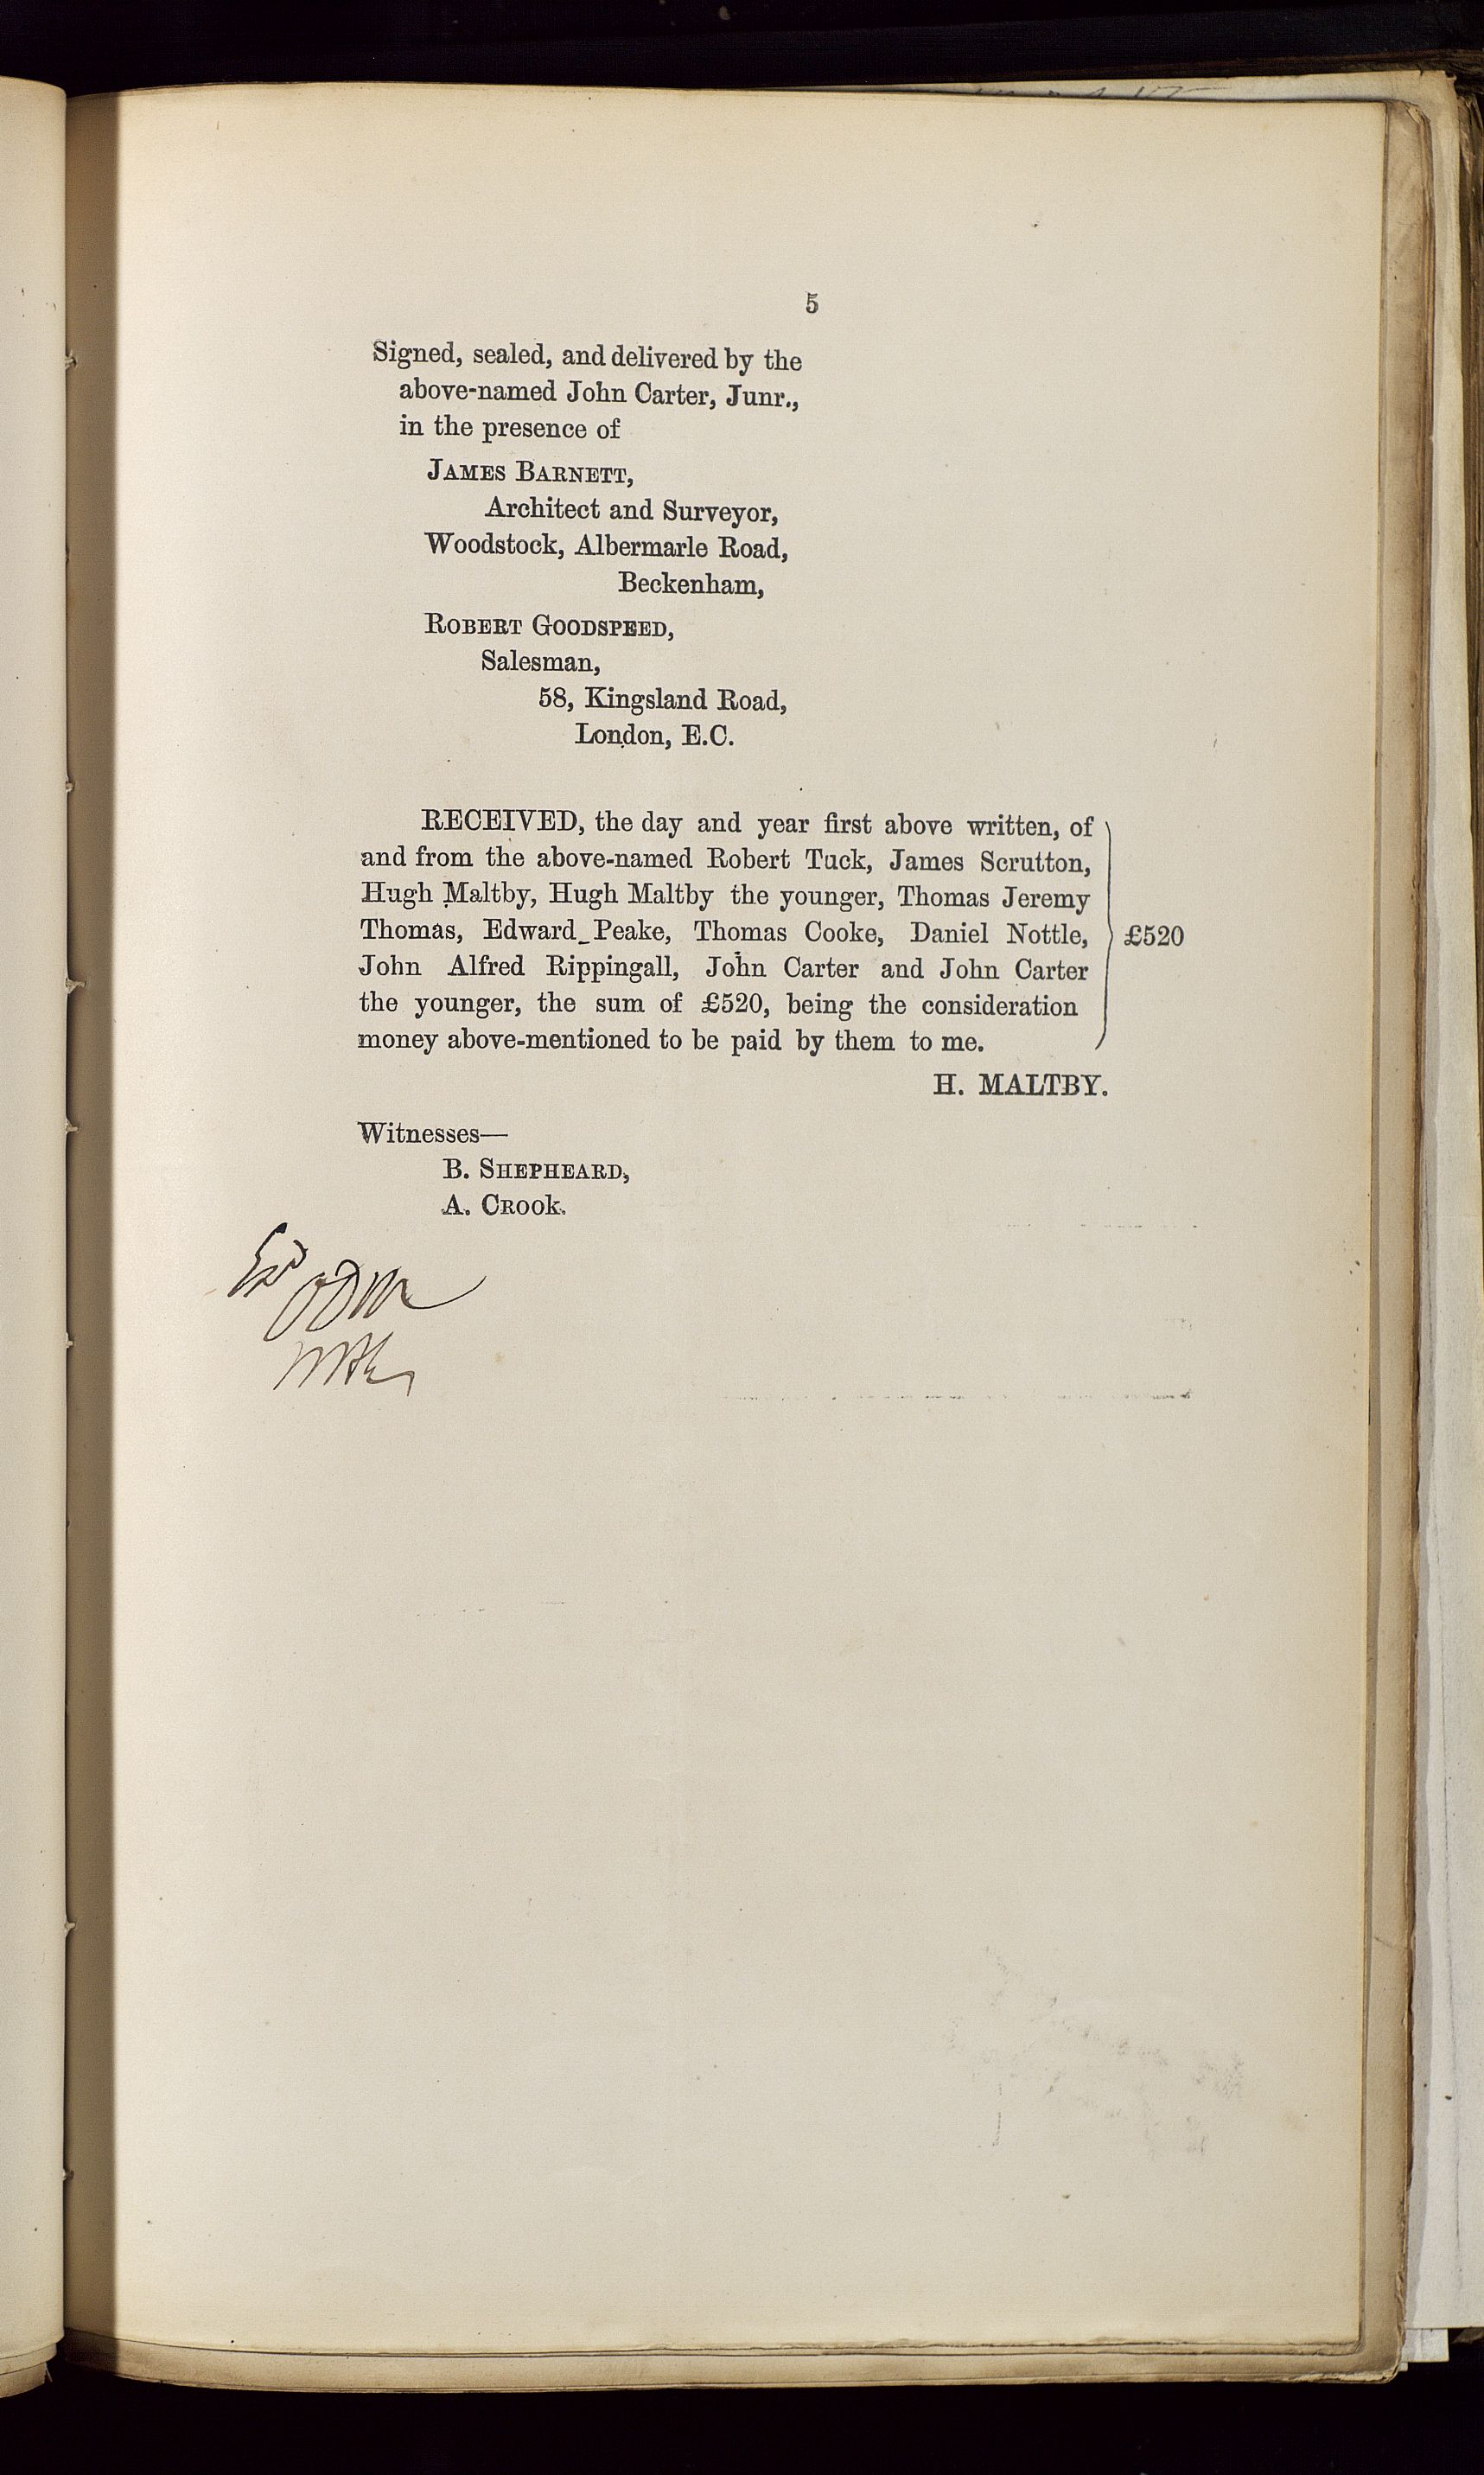 5
Signed, sealed, and delivered by the
above-named John Carter, Junr.,
in the presence of
JAMES BARNETT,
Architect and Surveyor,
Woodstock, Albermarle Road,
Beckenham,
ROBERT GOODSPEED,
Salesman,
58, Kingsland Road,
London, E.C.
RECEIVED, the day and year first above written, of
and from the above-named Robert Tuck, James Scrutton,
Hugh Maltby, Hugh Maltby the younger, Thomas Jeremy
Thomas, Edward Peake, Thomas Cooke, Daniel Nottle, £520
John Alfred Rippingall, John Carter and John Carter
the younger, the sum of £520, being the consideration
money above-mentioned to be paid by them to me.
H. MALTBY.
Witnesses—
B. SHEPHEARD,
A. CROOK.